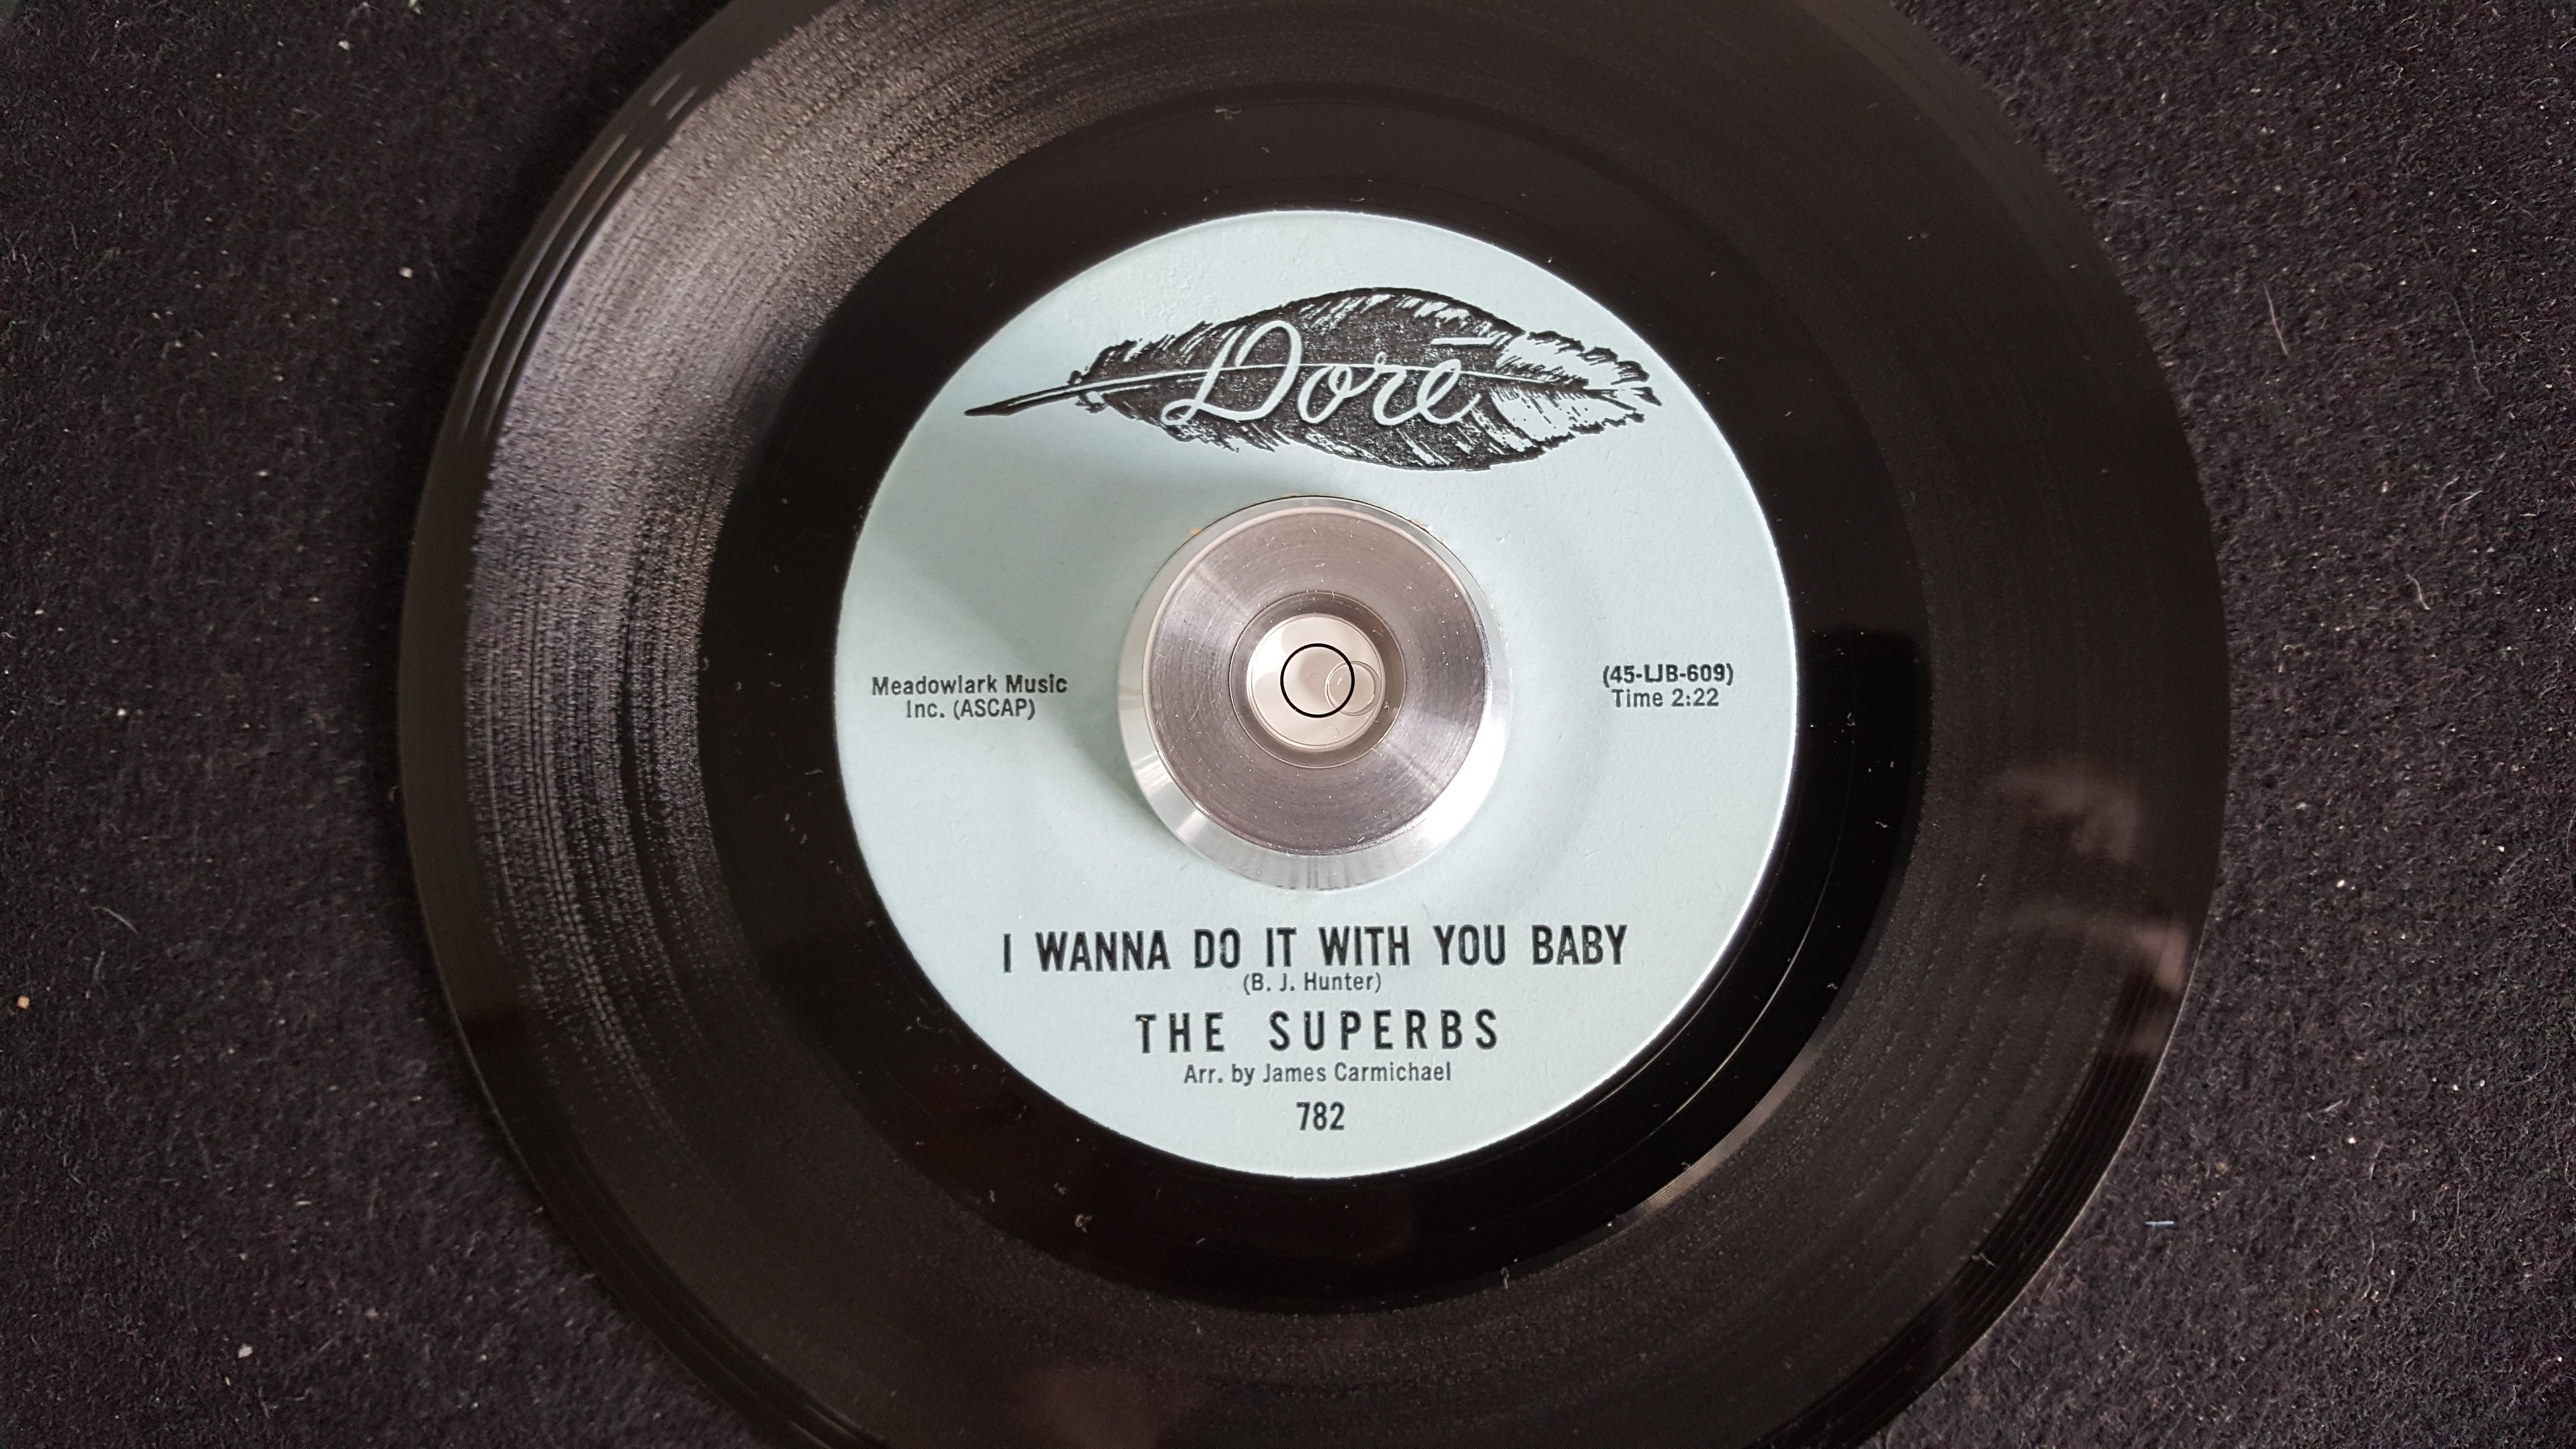 Doré
Meadowlark Music
Inc. (ASCAP)
(45-LJB-609)
Time 2:22
I WANNA DO IT WITH YOU BABY
(B. J. Hunter)
THE SUPERBS
Arr. by James Carmichael
782